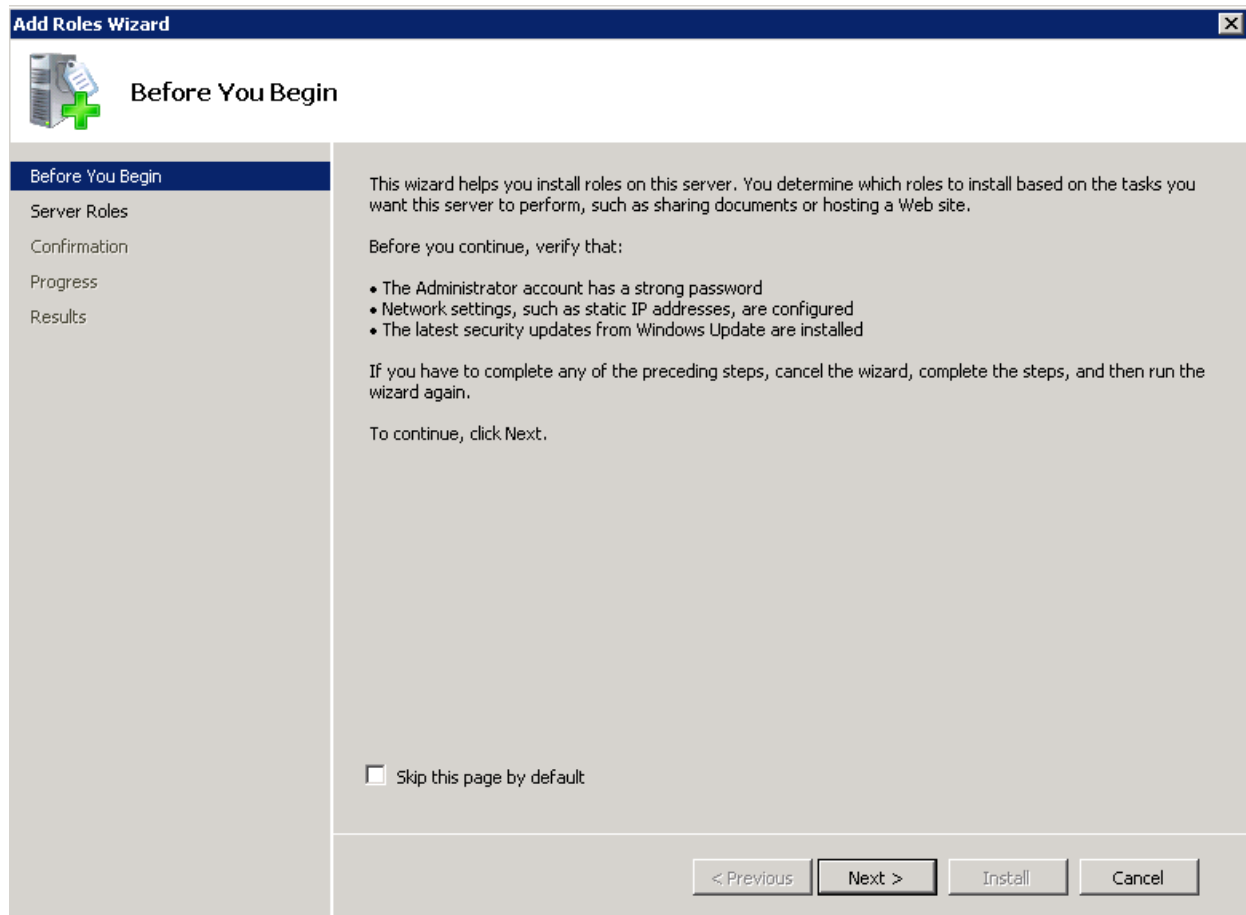 Add Roles Wizard
Before You Begin
Before You Begin
Server Roles
Confirmation
Progress
Results
This wizard helps you install roles on this server. You determine which roles to install based on the tasks you
want this server to perform, such as sharing documents or hosting a Web site.
Before you continue, verify that:
• The Administrator account has a strong password
• Network settings, such as static IP addresses, are configured
• The latest security updates from Windows Update are installed
If you have to complete any of the preceding steps, cancel the wizard, complete the steps, and then run the
wizard again.
To continue, click Next.
Skip this page by default
< Previous
Next >
Install
Cancel